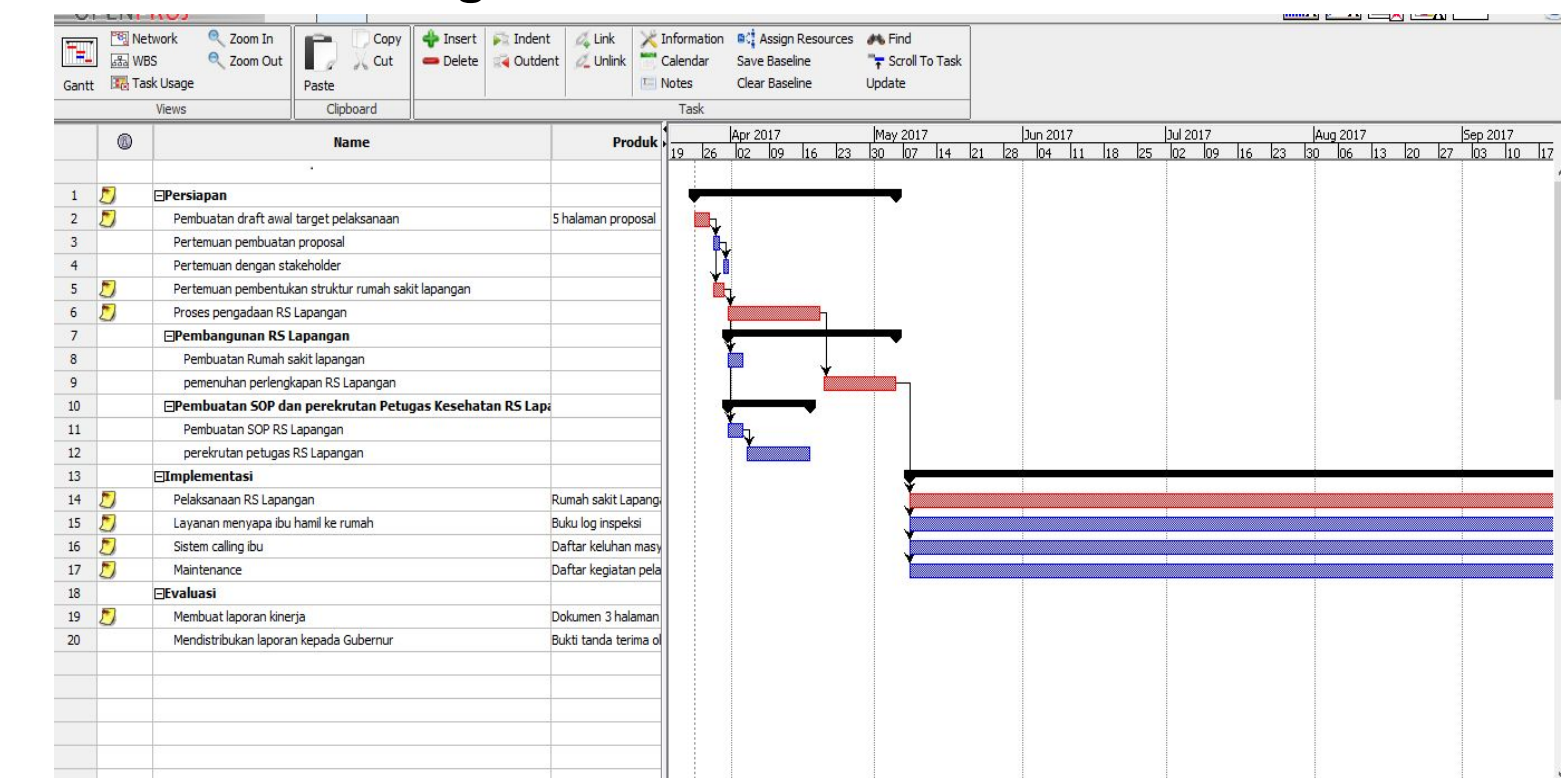 OPENPROJ
Network Zoom In Copy Insert Indent Link Information Assign Resources Find
WBS Zoom Out Cut Delete Outdent Unlink Calendar Save Baseline Scroll To Task
Gantt Task Usage Paste Notes Clear Baseline Update
Views Clipboard Task
Name Produk Apr 2017 May 2017 Jun 2017 Jul 2017 Aug 2017 Sep 2017
19 26 02 09 16 23 30 07 14 21 28 04 11 18 25 02 09 16 23 30 06 13 20 27 03 10 17
1 Persiapan
2 Pembuatan draft awal target pelaksanaan 5 halaman proposal
3 Pertemuan pembuatan proposal
4 Pertemuan dengan stakeholder
5 Pertemuan pembentukan struktur rumah sakit lapangan
6 Proses pengadaan RS Lapangan
7 Pembangunan RS Lapangan
8 Pembuatan Rumah sakit lapangan
9 pemenuhan perlengkapan RS Lapangan
10 Pembuatan SOP dan perekrutan Petugas Kesehatan RS Lapa
11 Pembuatan SOP RS Lapangan
12 perekrutan petugas RS Lapangan
13 Implementasi
14 Pelaksanaan RS Lapangan Rumah sakit Lapanga
15 Layanan menyapa ibu hamil ke rumah Buku log inspeksi
16 Sistem calling ibu Daftar keluhan masy
17 Maintenance Daftar kegiatan pela
18 Evaluasi
19 Membuat laporan kinerja Dokumen 3 halaman
20 Mendistribukan laporan kepada Gubernur Bukti tanda terima ol